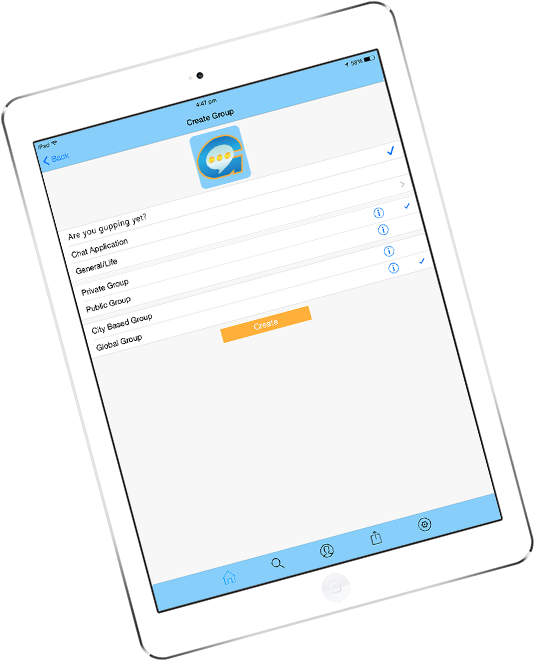 iPad
4:47 pm
58%
Back
Create Group
Are you gupping yet?
Chat Application
General/Life
Private Group
Public Group
City Based Group
Global Group
Create